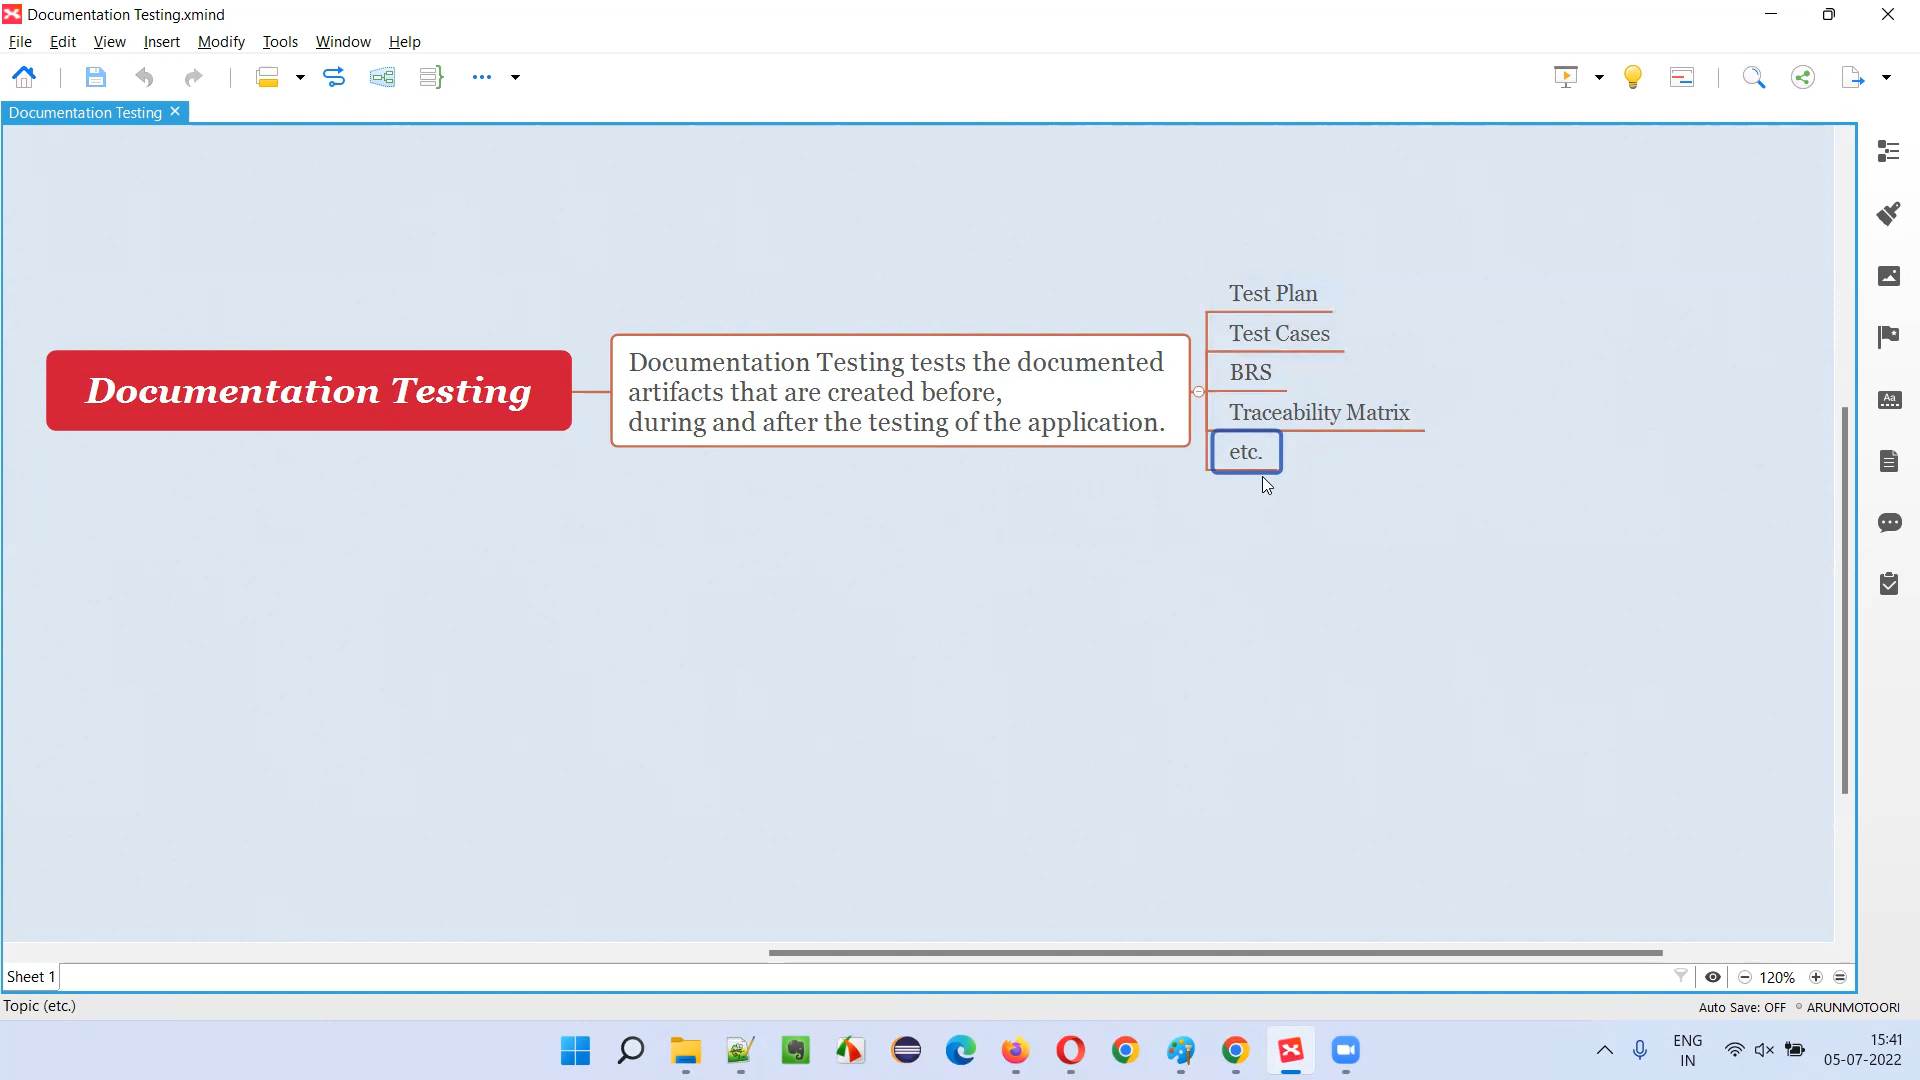 Documentation Testing.xmind
File Edit View Insert Modify Tools Window Help
Documentation Testing
Test Plan
Test Cases
BRS
Traceability Matrix
etc.
Documentation Testing
Documentation Testing tests the documented
artifacts that are created before,
during and after the testing of the application.
Aa
Sheet 1
120%
Topic (etc.)
Auto Save: OFF
ARUNMOTOORI
ENG
IN
15:41
05-07-2022